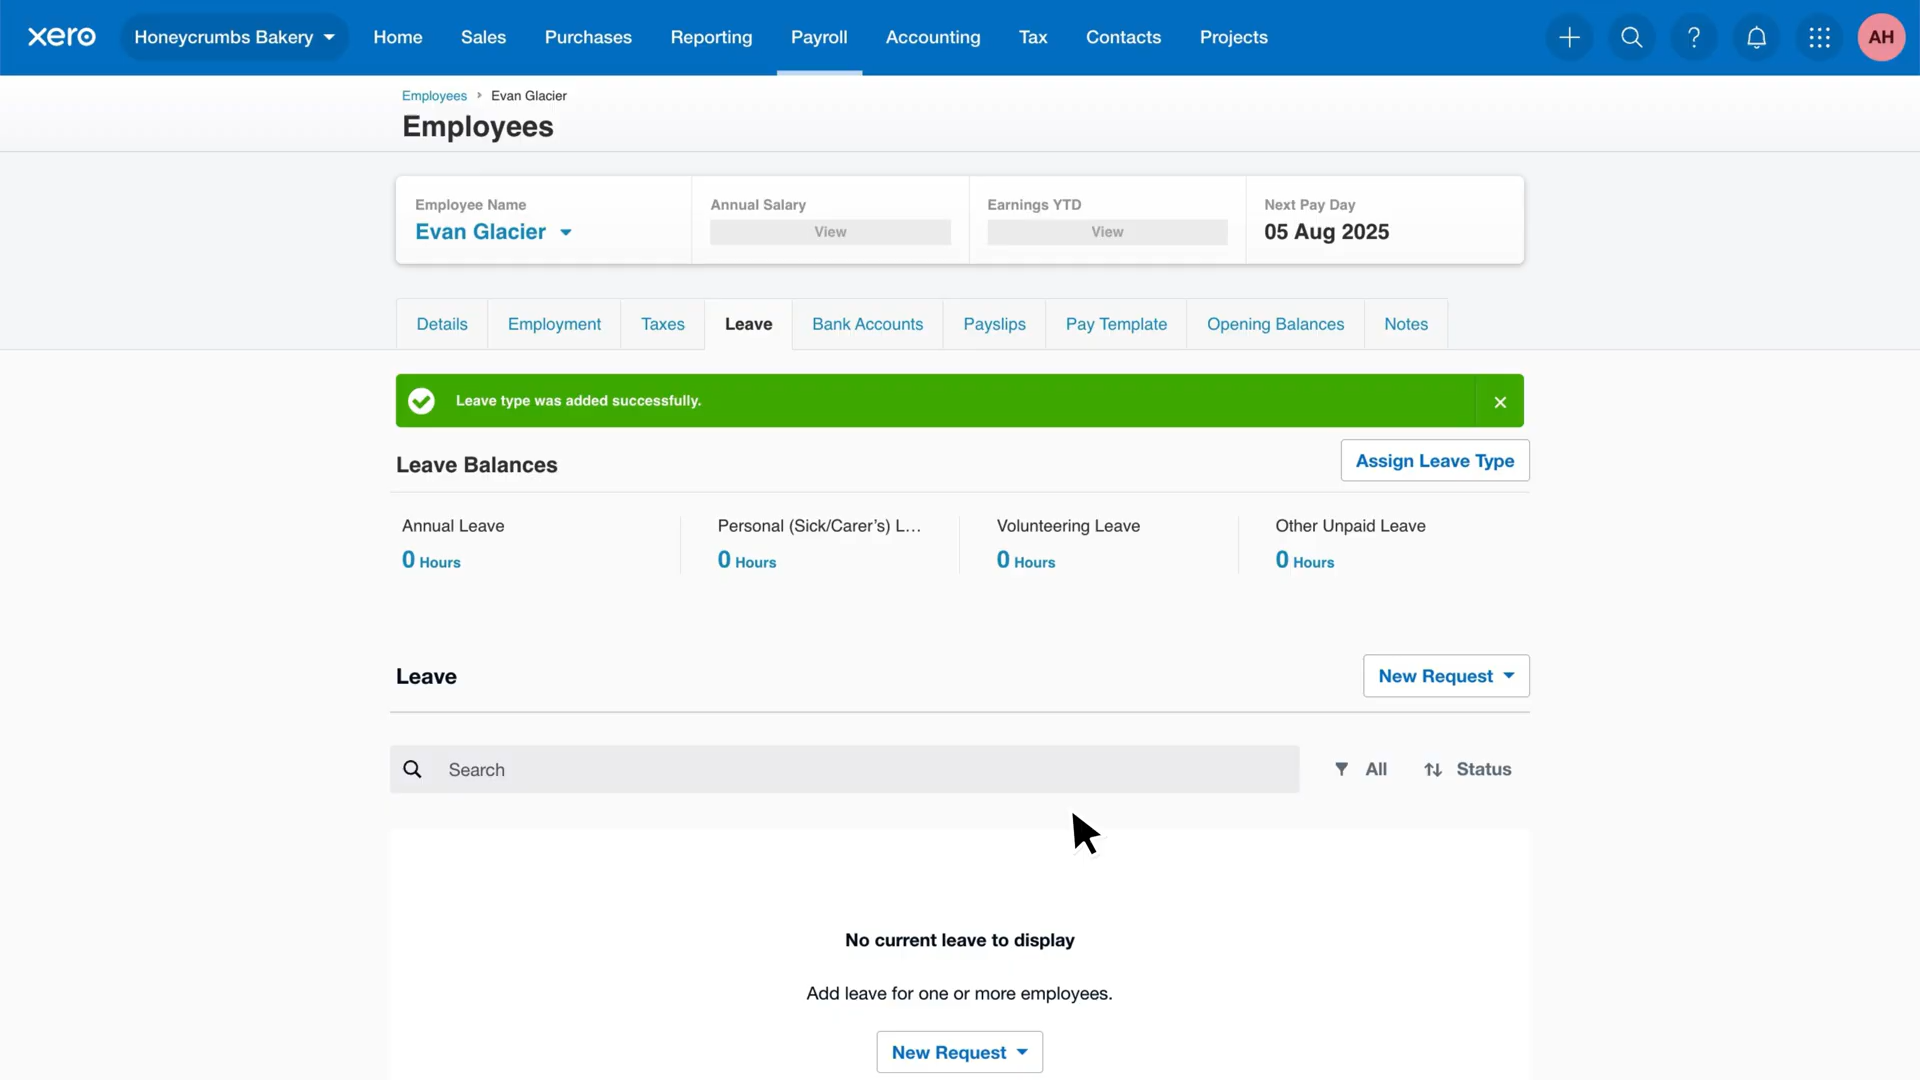 xero
Honeycrumbs Bakery
Home
Sales
Purchases
Reporting
Payroll
Accounting
Tax
Contacts
Projects
?
AH
Employees › Evan Glacier
Employees
Employee Name
Evan Glacier
Annual Salary
View
Earnings YTD
View
Next Pay Day
05 Aug 2025
Details
Employment
Taxes
Leave
Bank Accounts
Payslips
Pay Template
Opening Balances
Notes
Leave type was added successfully.
Leave Balances
Assign Leave Type
Annual Leave
0 Hours
Personal (Sick/Carer's) L...
0 Hours
Volunteering Leave
0 Hours
Other Unpaid Leave
0 Hours
Leave
New Request
Search
All
Status
No current leave to display
Add leave for one or more employees.
New Request